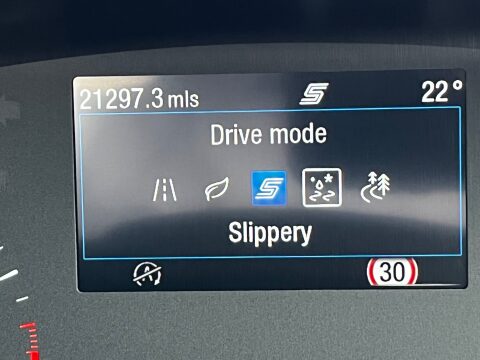 21297.3 mls S 22°
Drive mode
S
Slippery
A 30